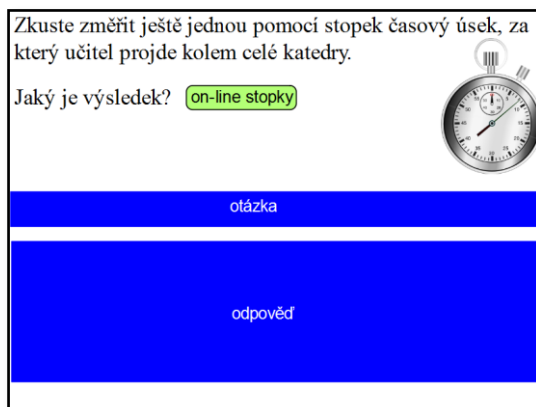 Zkuste změřit ještě jednou pomocí stopek časový úsek, za
který učitel projde kolem celé katedry.
Jaký je výsledek? on-line stopky
otázka
odpověď